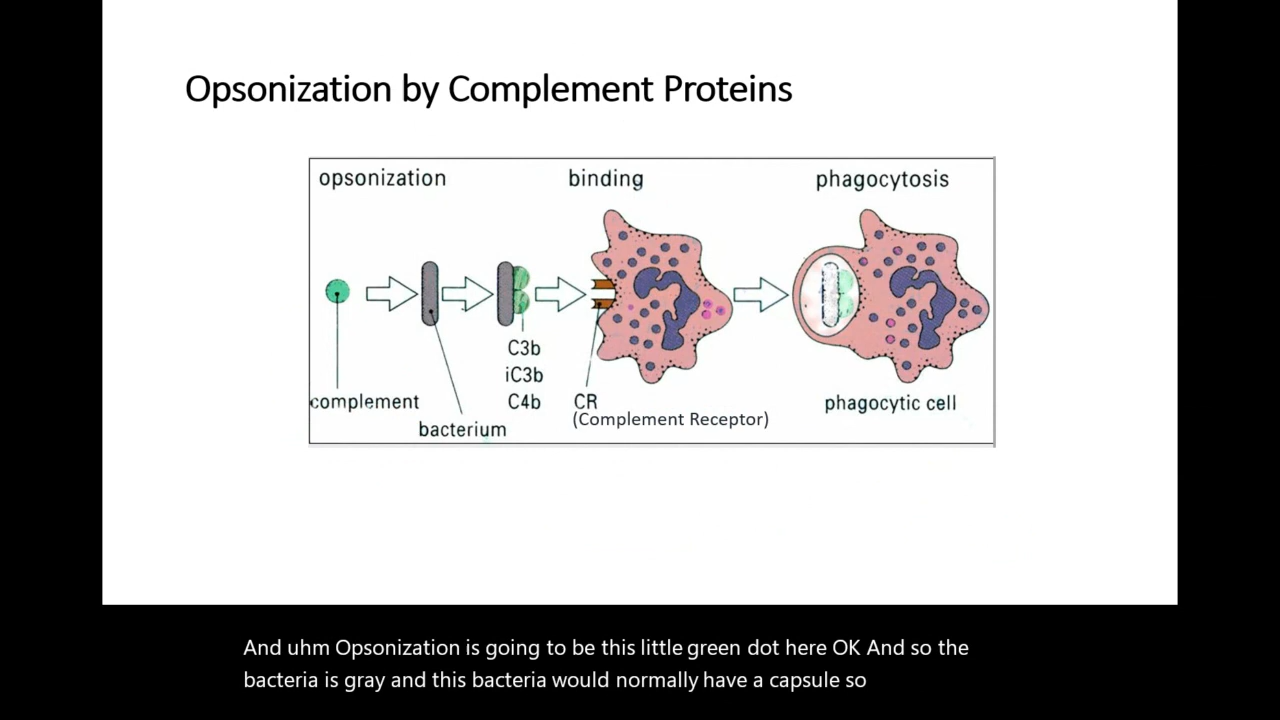 Opsonization by Complement Proteins
opsonization
binding
phagocytosis
C3b
iC3b
C4b
complement
CR
(Complement Receptor)
phagocytic cell
bacterium
And uhm Opsonization is going to be this little green dot here OK And so the
bacteria is gray and this bacteria would normally have a capsule so